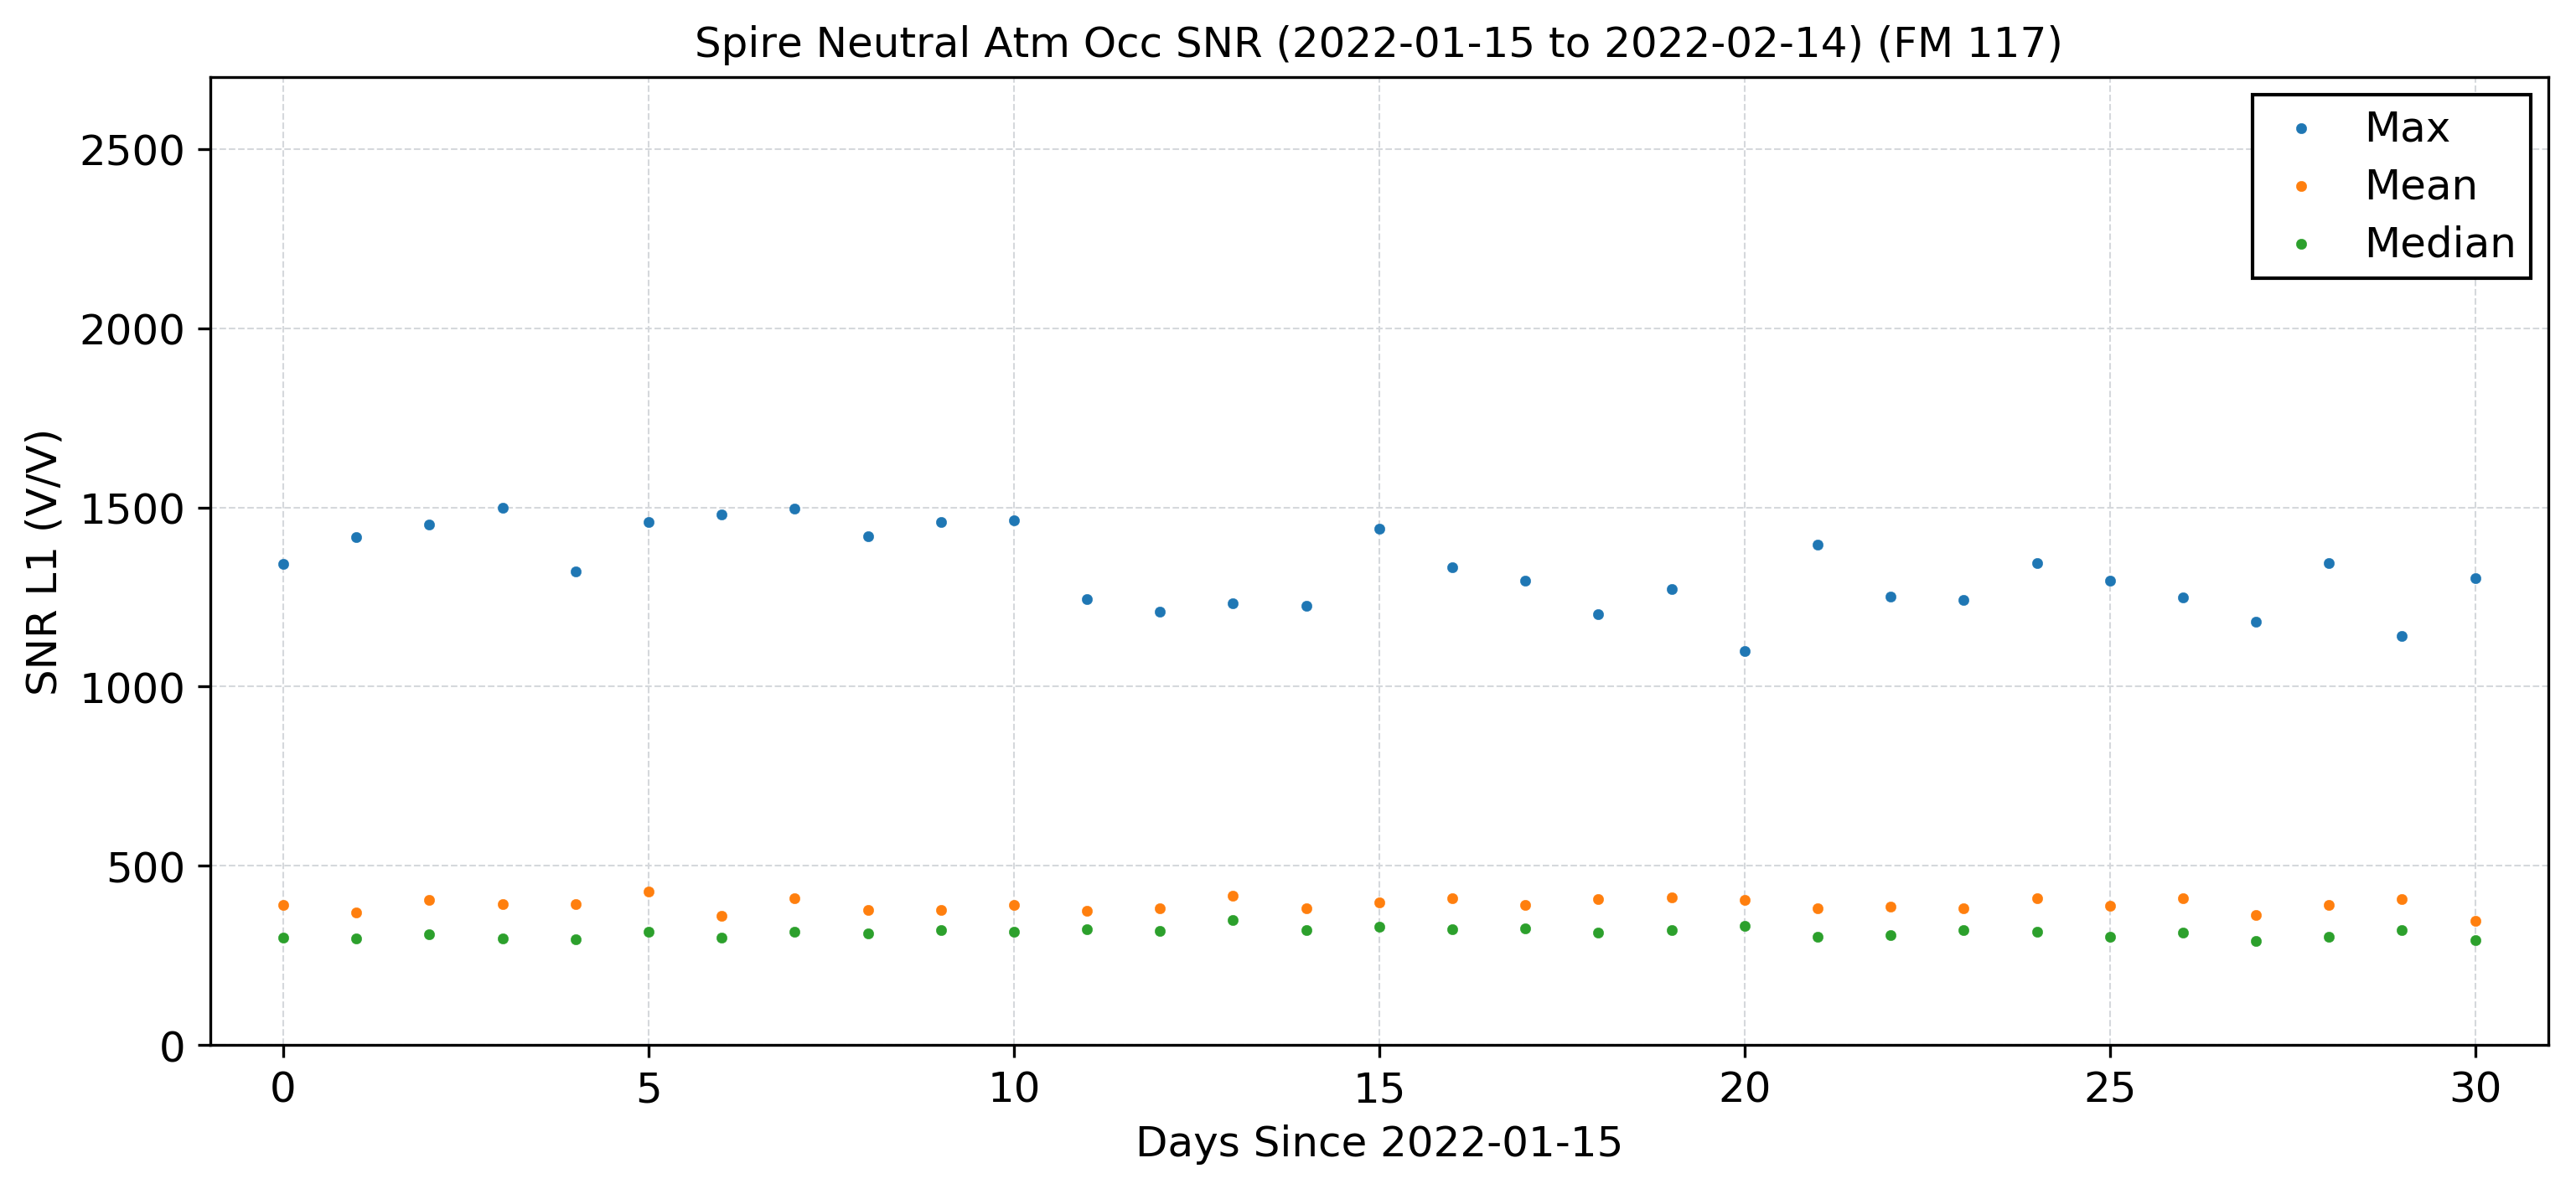 Spire Neutral Atm Occ SNR (2022-01-15 to 2022-02-14) (FM 117)
Max
Mean
Median
SNR L1 (V/V)
2500
2000
1500
1000
500
0
0 5 10 15 20 25 30
Days Since 2022-01-15